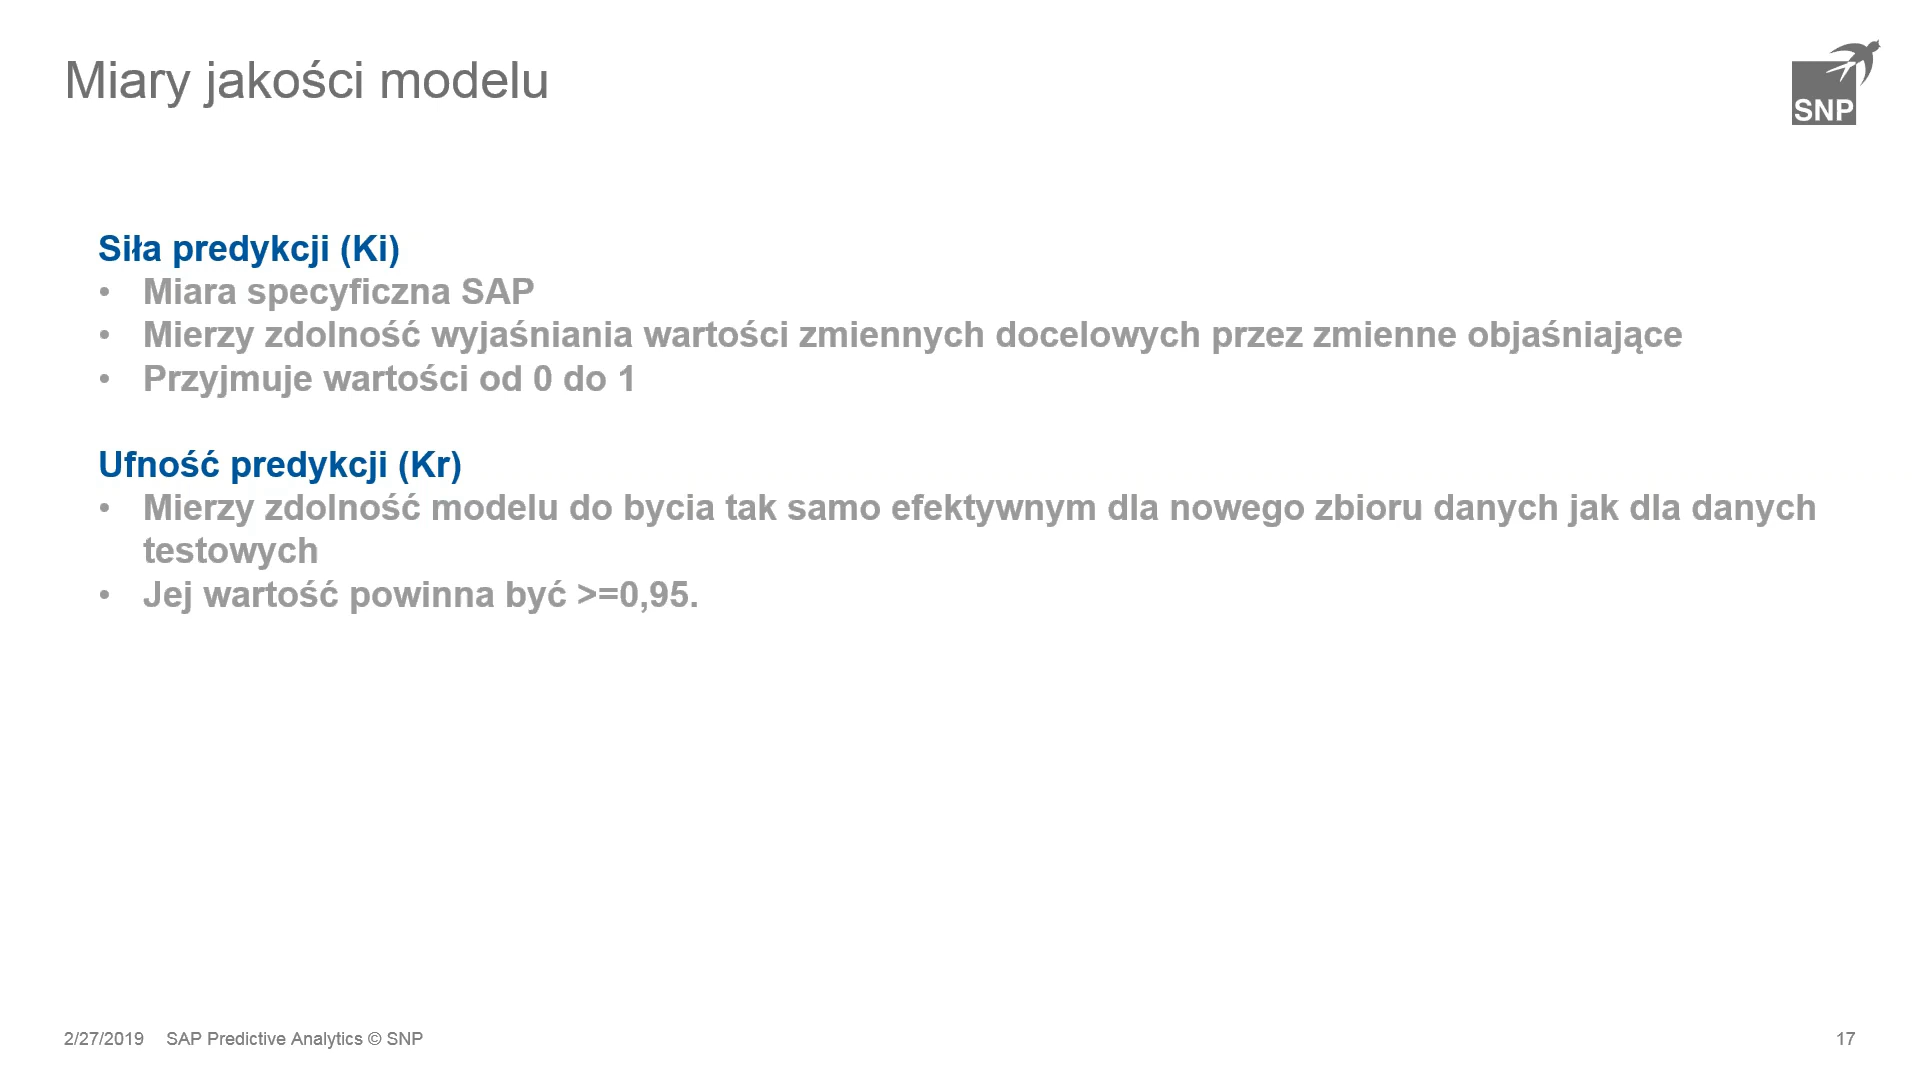 Miary jakości modelu
SNP
Siła predykcji (Ki)
• Miara specyficzna SAP
• Mierzy zdolność wyjaśniania wartości zmiennych docelowych przez zmienne objaśniające
• Przyjmuje wartości od 0 do 1
Ufność predykcji (Kr)
• Mierzy zdolność modelu do bycia tak samo efektywnym dla nowego zbioru danych jak dla danych
testowych
• Jej wartość powinna być >=0,95.
2/27/2019 SAP Predictive Analytics © SNP
17